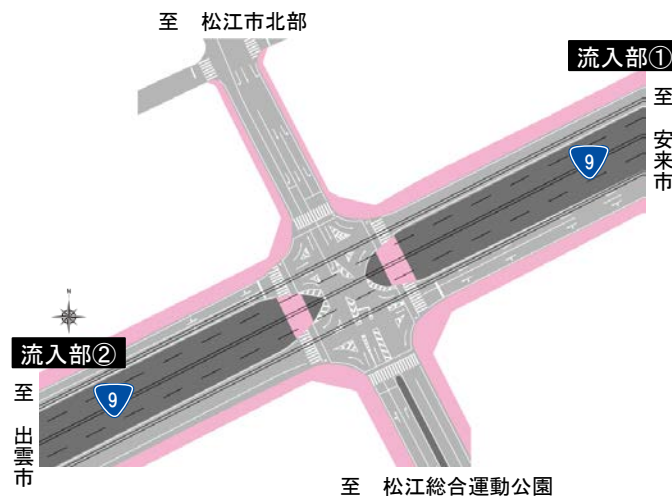 至　松江市北部
流入部①
至　安来市
9
N
流入部②
9
至　出雲市
至　松江総合運動公園